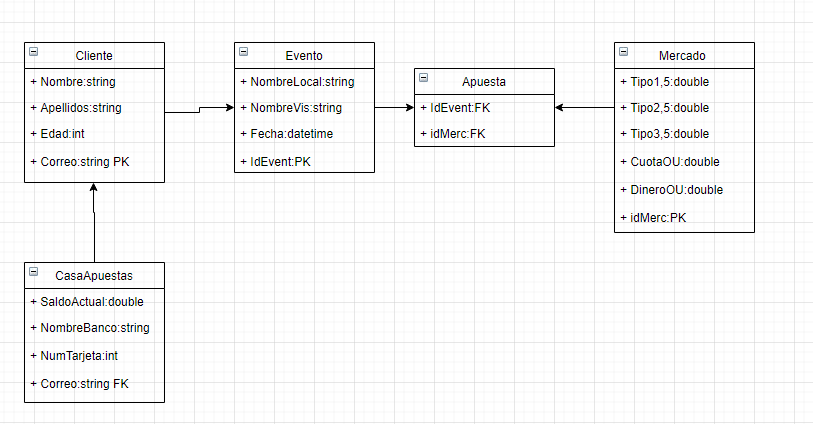 Cliente
+ Nombre:string
+ Apellidos:string
+ Edad:int
+ Correo:string PK
Evento
+ NombreLocal:string
+ NombreVis:string
+ Fecha:datetime
+ IdEvent:PK
Apuesta
+ IdEvent:FK
+ idMerc:FK
Mercado
+ Tipo1,5:double
+ Tipo2,5:double
+ Tipo3,5:double
+ CuotaOU:double
+ DineroOU:double
+ idMerc:PK
CasaApuestas
+ SaldoActual:double
+ NombreBanco:string
+ NumTarjeta:int
+ Correo:string FK